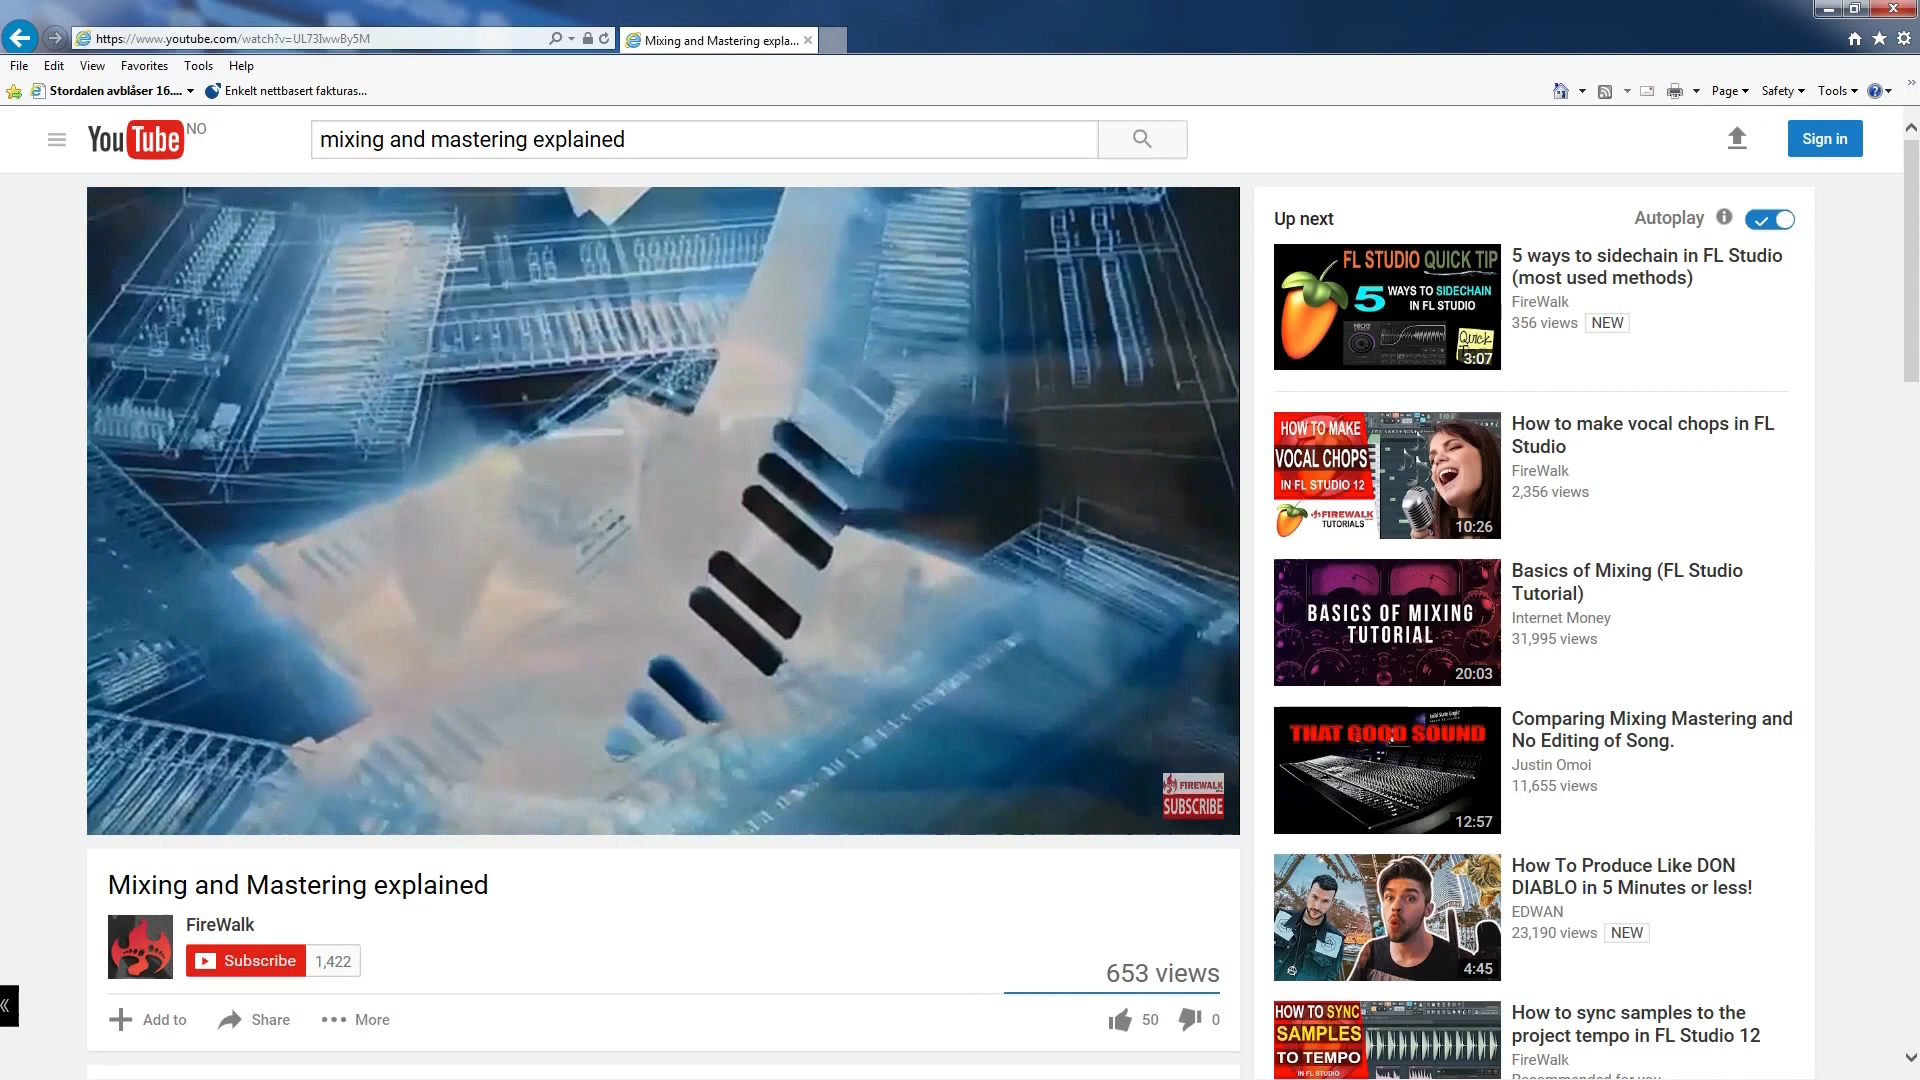 https://www.youtube.com/watch?v=UL73IwwBy5M
Mixing and Mastering expla...
File Edit View Favorites Tools Help
Stordalen avblåser 16.... Enkelt nettbasert fakturas...
Page Safety Tools
YouTube NO
mixing and mastering explained
Sign in
FIREWALK
SUBSCRIBE
Mixing and Mastering explained
FireWalk
Subscribe 1,422
653 views
Add to Share More
50 0
Up next
Autoplay
FL STUDIO QUICK TIP
5 WAYS TO SIDECHAIN
IN FL STUDIO
Quick
3:07
5 ways to sidechain in FL Studio
(most used methods)
FireWalk
356 views NEW
HOW TO MAKE
VOCAL CHOPS
IN FL STUDIO 12
FIREWALK
TUTORIALS
10:26
How to make vocal chops in FL
Studio
FireWalk
2,356 views
BASICS OF MIXING
TUTORIAL
20:03
Basics of Mixing (FL Studio
Tutorial)
Internet Money
31,995 views
Solid State Logic
THAT GOOD SOUND
12:57
Comparing Mixing Mastering and
No Editing of Song.
Justin Omoi
11,655 views
4:45
How To Produce Like DON
DIABLO in 5 Minutes or less!
EDWAN
23,190 views NEW
HOW TO SYNC
SAMPLES
TO TEMPO
IN FL STUDIO
How to sync samples to the
project tempo in FL Studio 12
FireWalk
Recommended for you